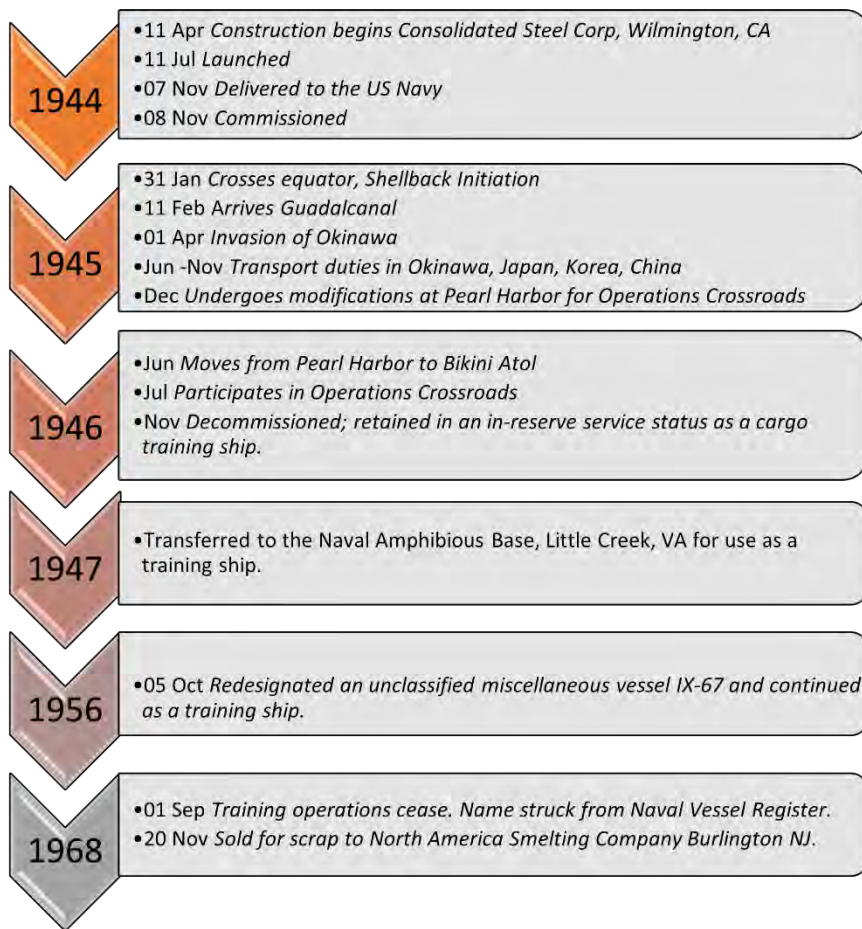 1944
•11 Apr Construction begins Consolidated Steel Corp, Wilmington, CA
•11 Jul Launched
•07 Nov Delivered to the US Navy
•08 Nov Commissioned
1945
•31 Jan Crosses equator, Shellback Initiation
•11 Feb Arrives Guadalcanal
•01 Apr Invasion of Okinawa
•Jun -Nov Transport duties in Okinawa, Japan, Korea, China
•Dec Undergoes modifications at Pearl Harbor for Operations Crossroads
1946
•Jun Moves from Pearl Harbor to Bikini Atol
•Jul Participates in Operations Crossroads
•Nov Decommissioned; retained in an in-reserve service status as a cargo
training ship.
1947
•Transferred to the Naval Amphibious Base, Little Creek, VA for use as a
training ship.
1956
•05 Oct Redesignated an unclassified miscellaneous vessel IX-67 and continued
as a training ship.
1968
•01 Sep Training operations cease. Name struck from Naval Vessel Register.
•20 Nov Sold for scrap to North America Smelting Company Burlington NJ.